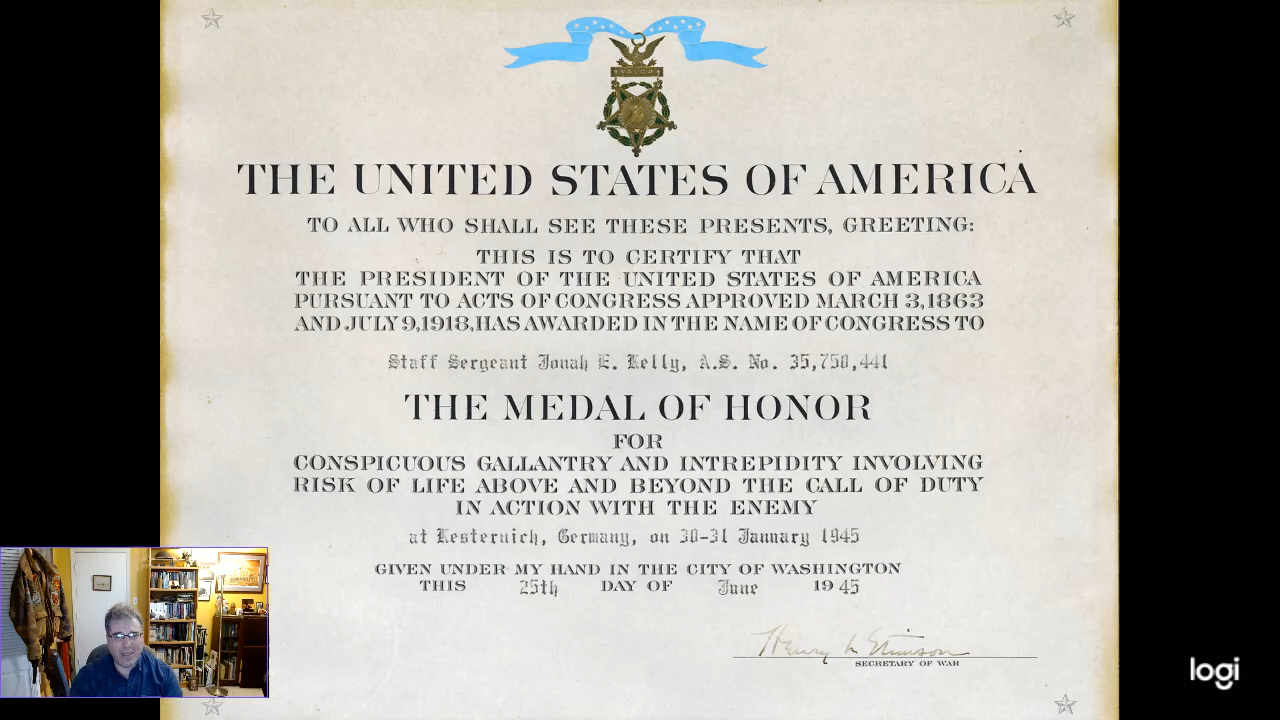 THE UNITED STATES OF AMERICA
TO ALL WHO SHALL SEE THESE PRESENTS, GREETING:
THIS IS TO CERTIFY THAT
THE PRESIDENT OF THE UNITED STATES OF AMERICA
PURSUANT TO ACTS OF CONGRESS APPROVED MARCH 3,1863
AND JULY 9,1918, HAS AWARDED IN THE NAME OF CONGRESS TO
Staff Sergeant Jonah E. Kelly, A.S. No. 35,750,441
THE MEDAL OF HONOR
FOR
CONSPICUOUS GALLANTRY AND INTREPIDITY INVOLVING
RISK OF LIFE ABOVE AND BEYOND THE CALL OF DUTY
IN ACTION WITH THE ENEMY
at Kesternich, Germany, on 30-31 January 1945
GIVEN UNDER MY HAND IN THE CITY OF WASHINGTON
THIS 25th DAY OF June 1945
Henry L Stimson
SECRETARY OF WAR
logi